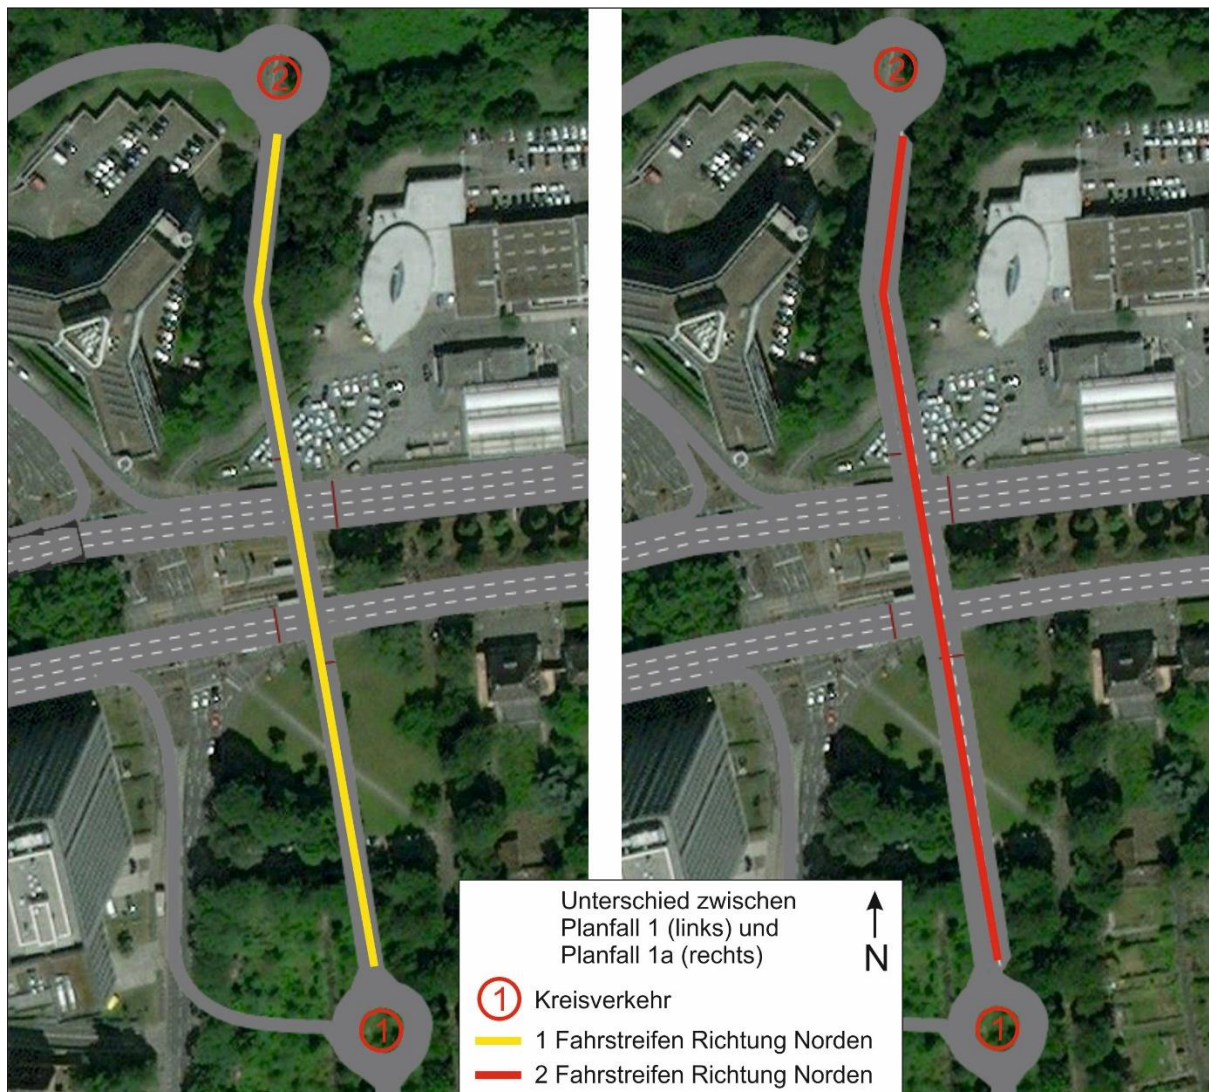 2
2
Unterschied zwischen
Planfall 1 (links) und
Planfall 1a (rechts)
N
1 Kreisverkehr
1 Fahrstreifen Richtung Norden
2 Fahrstreifen Richtung Norden
1
1